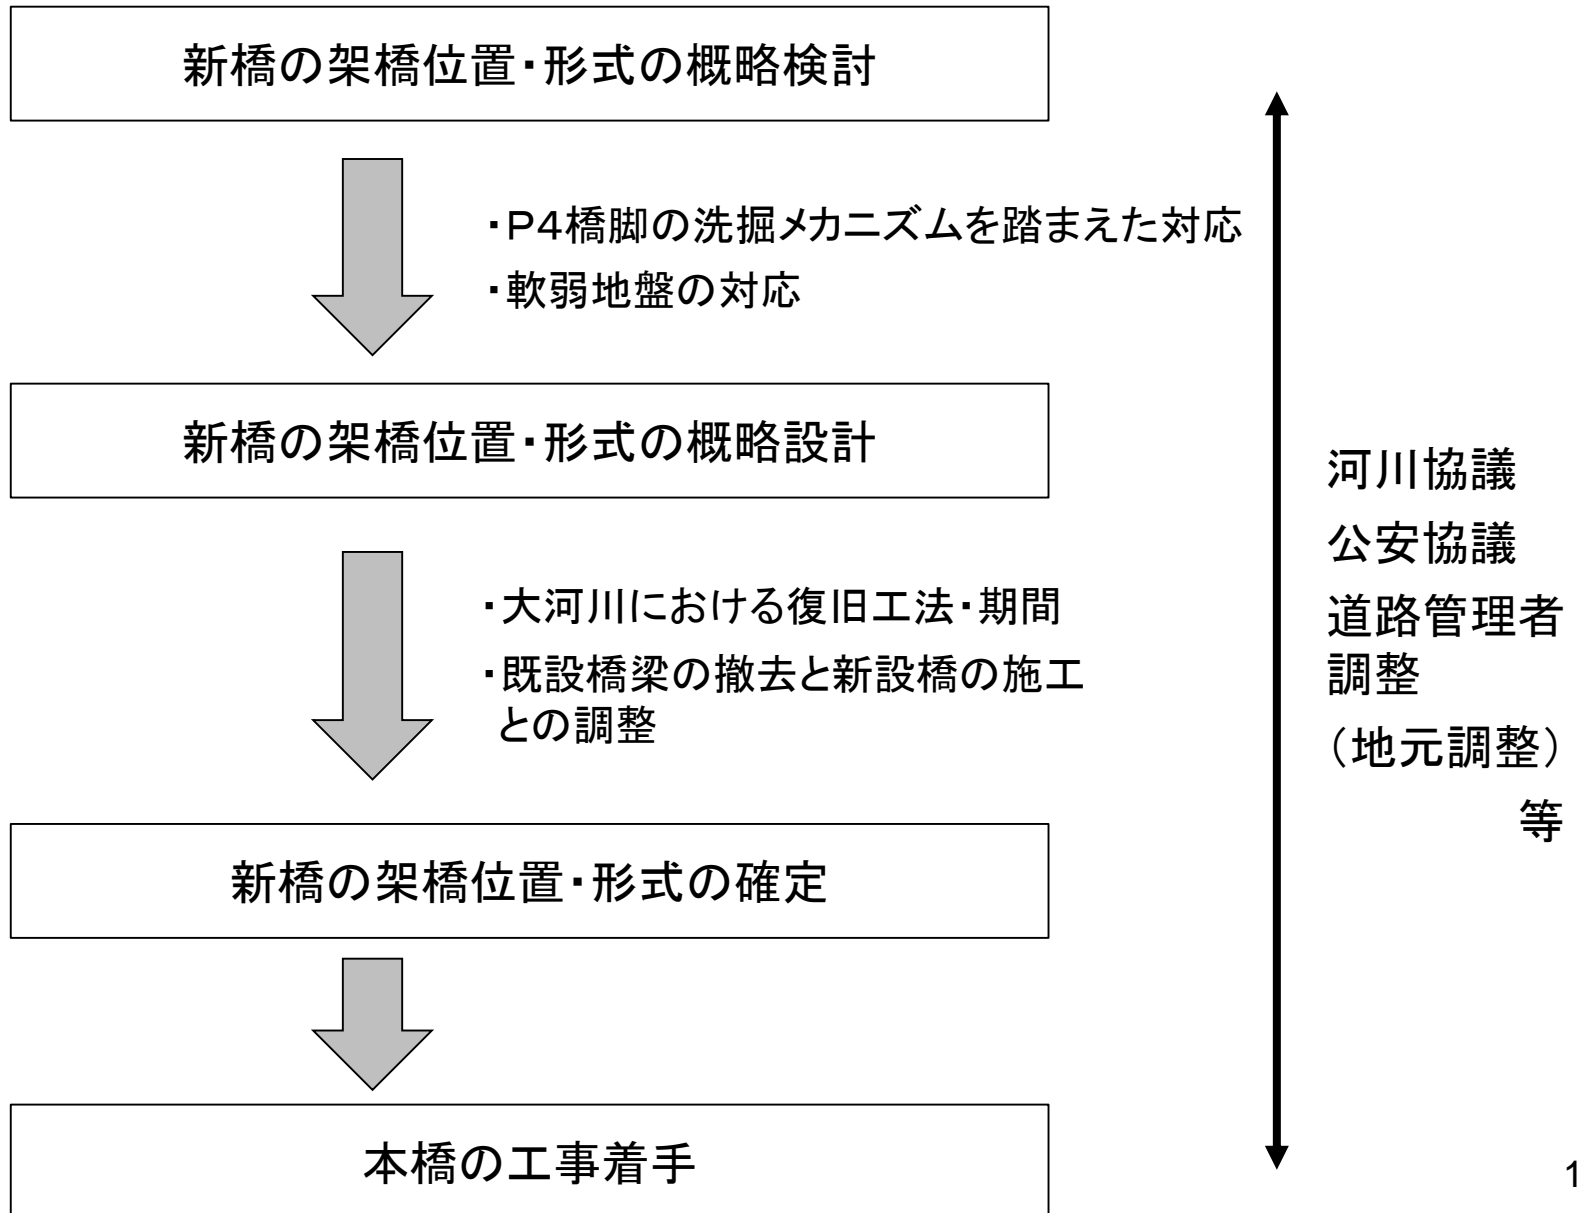 新橋の架橋位置・形式の概略検討
・P4橋脚の洗掘メカニズムを踏まえた対応
・軟弱地盤の対応
新橋の架橋位置・形式の概略設計
・大河川における復旧工法・期間
・既設橋梁の撤去と新設橋の施工
との調整
新橋の架橋位置・形式の確定
本橋の工事着手
河川協議
公安協議
道路管理者
調整
（地元調整）
等
1